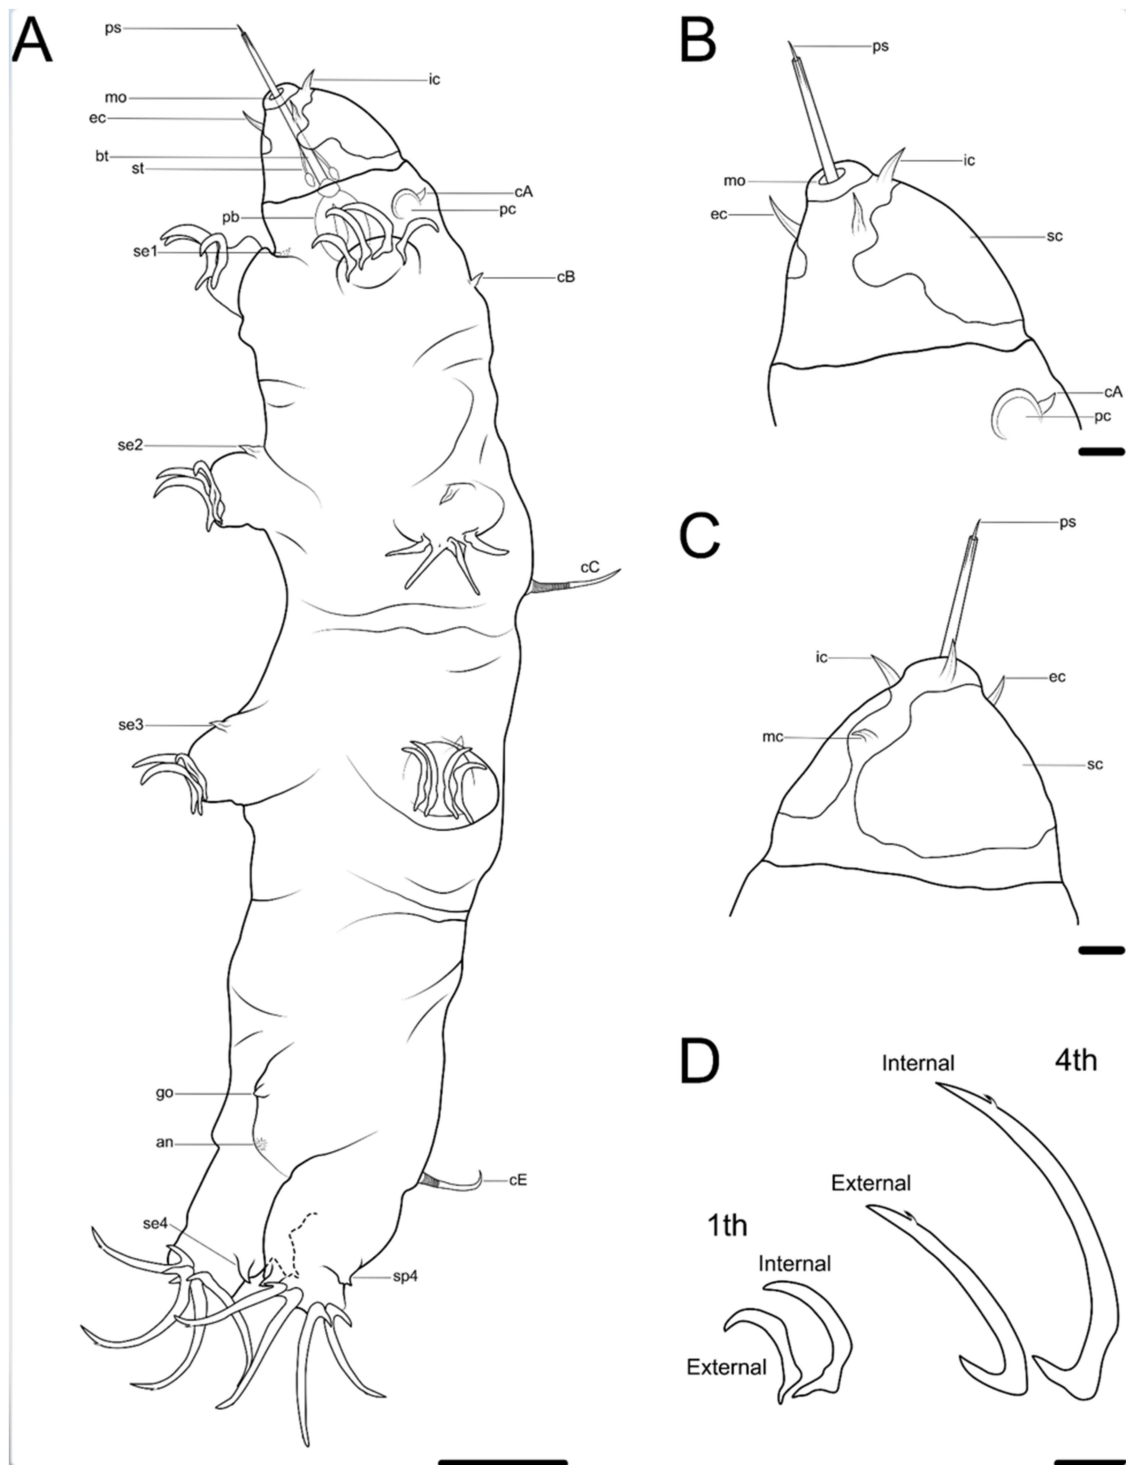 A
ps
ic
mo
ec
bt
st
cA
pb
pc
se1
cB
se2
cC
se3
go
an
cE
se4
sp4
B
ps
ic
mo
ec
sc
cA
pc
C
ps
ic
ec
mc
sc
D
Internal
4th
External
1th
Internal
External